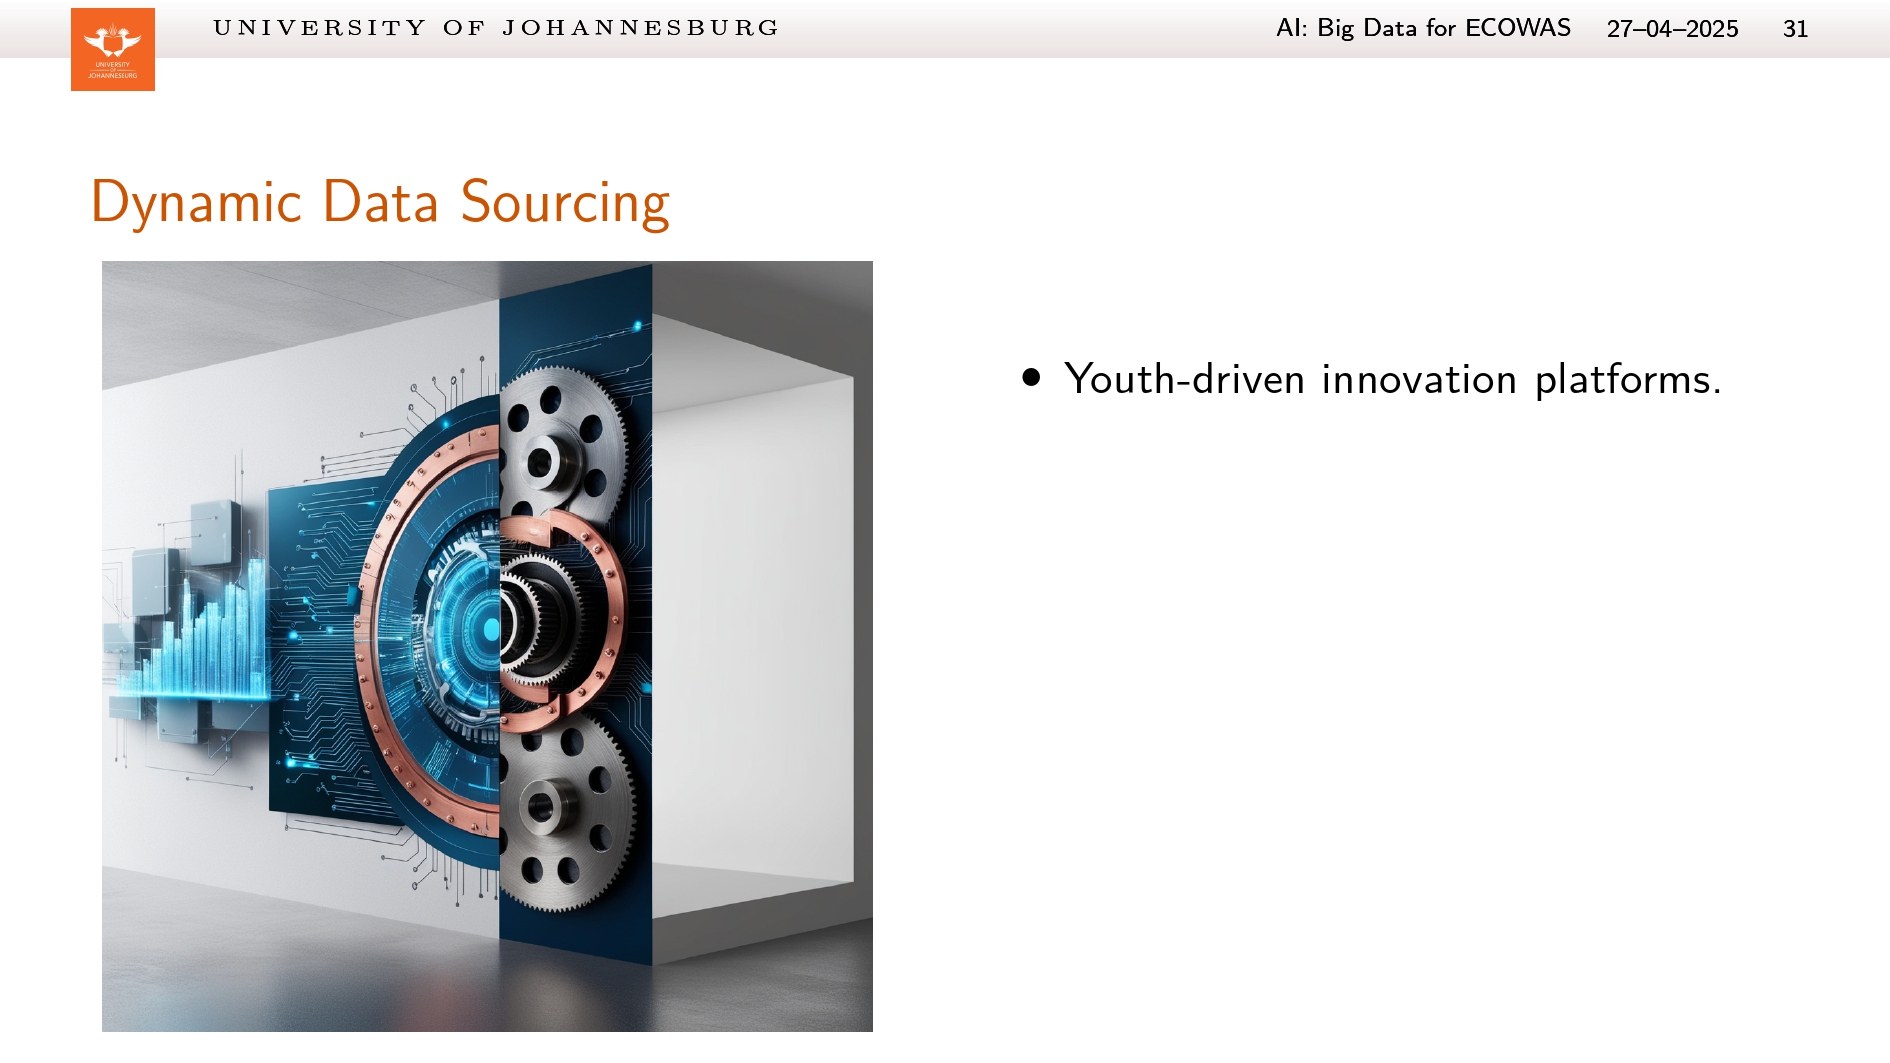 UNIVERSITY OF JOHANNESBURG
AI: Big Data for ECOWAS 27–04–2025 31
UNIVERSITY
OF
JOHANNESBURG
Dynamic Data Sourcing
• Youth-driven innovation platforms.